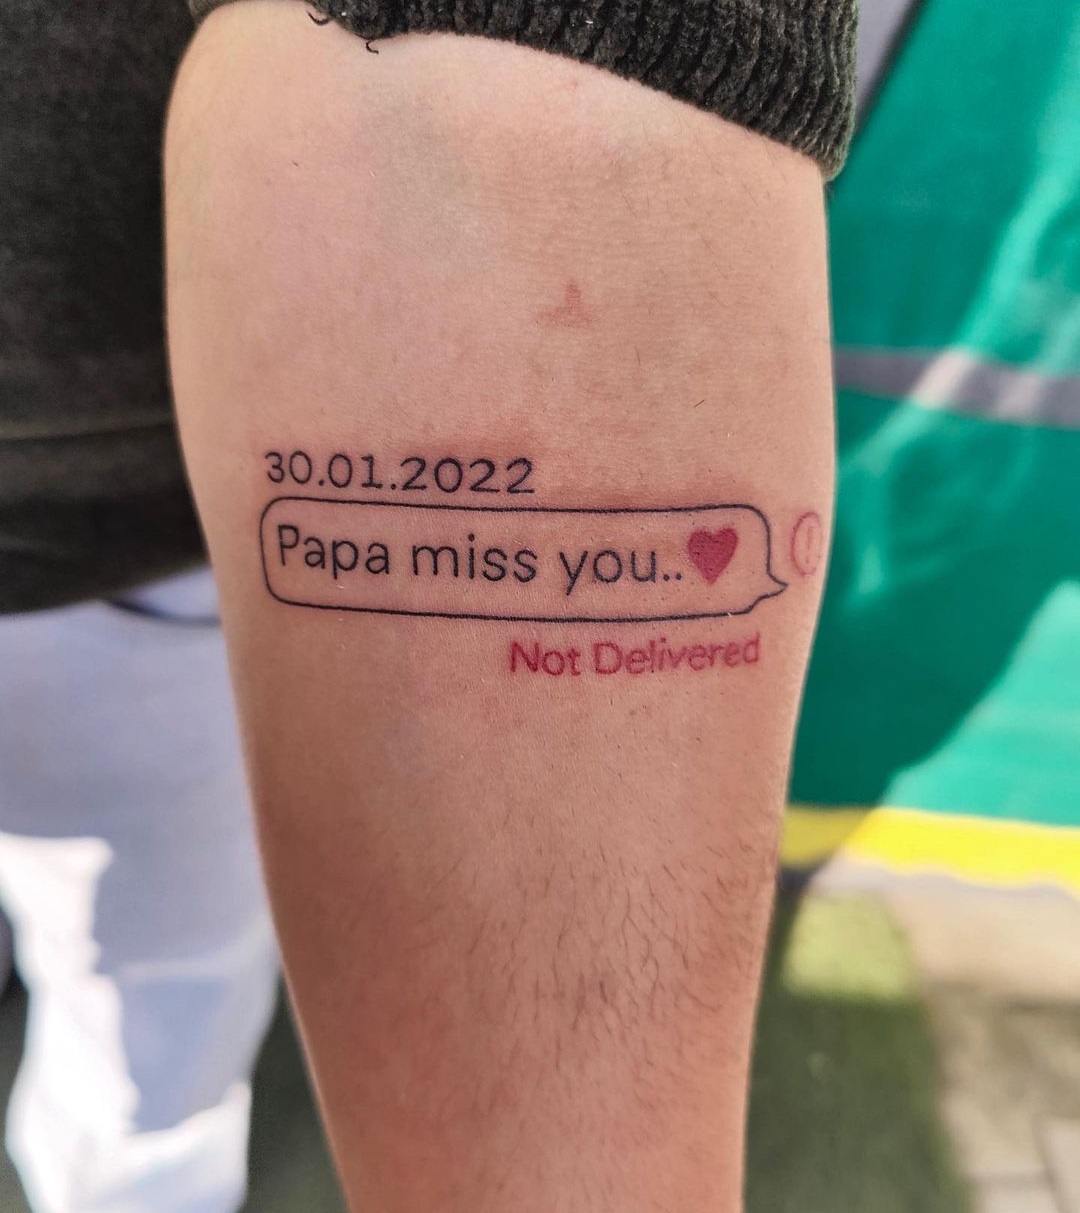 30.01.2022
Papa miss you..❤ !
Not Delivered